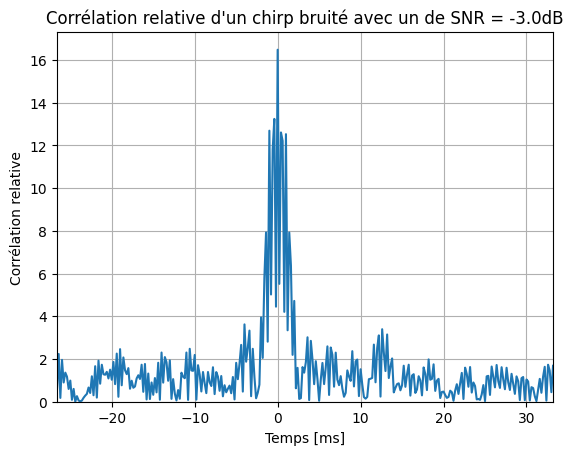 Corrélation relative d'un chirp bruité avec un de SNR = -3.0dB
Corrélation relative
16
14
12
10
8
6
4
2
0
−20 −10 0 10 20 30
Temps [ms]